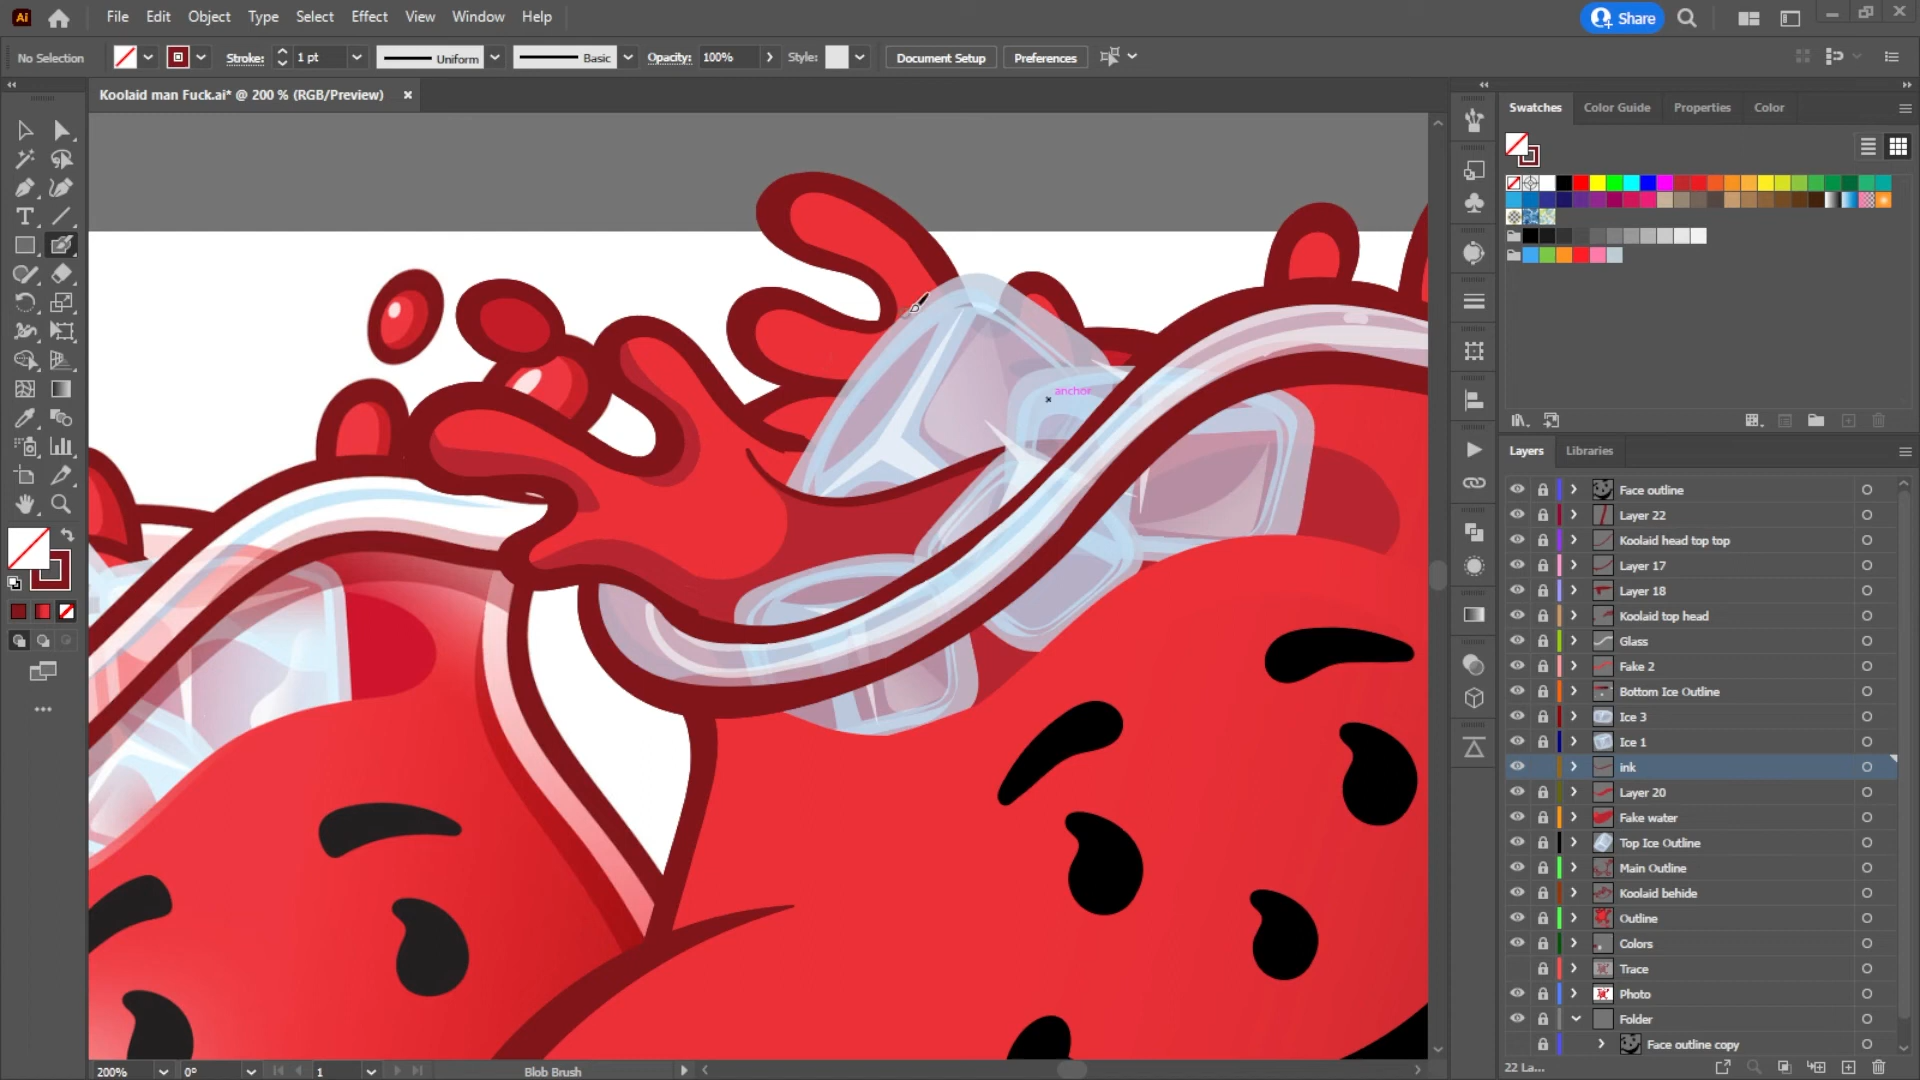 Ai File Edit Object Type Select Effect View Window Help Share
No Selection Stroke: 1 pt Uniform Basic Opacity: 100% Style: Document Setup Preferences
Koolaid man Fuck.ai* @ 200 % (RGB/Preview)
Swatches Color Guide Properties Color
anchor
Layers Libraries
Face outline
Layer 22
Koolaid head top top
Layer 17
Layer 18
Koolaid top head
Glass
Fake 2
Bottom Ice Outline
Ice 3
Ice 1
ink
Layer 20
Fake water
Top Ice Outline
Main Outline
Koolaid behide
Outline
Colors
Trace
Photo
Folder
Face outline copy
22 La...
200% 0° 1 Blob Brush